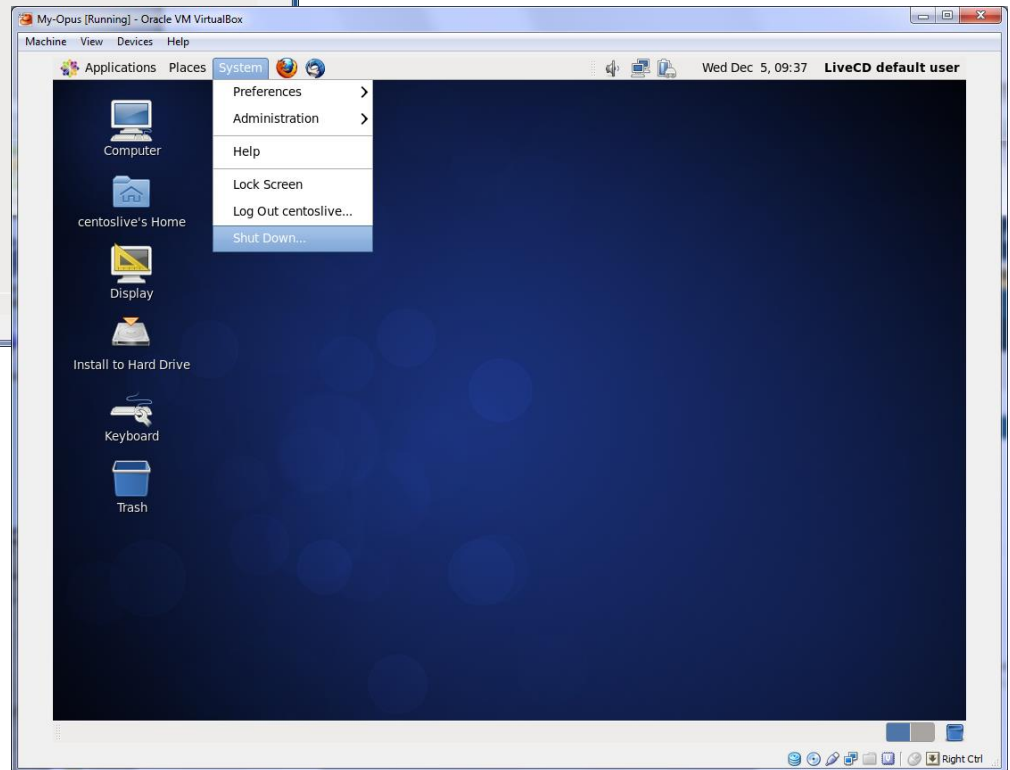 My-Opus [Running] - Oracle VM VirtualBox
Machine View Devices Help
Applications Places System Wed Dec 5, 09:37 LiveCD default user
Preferences
Administration
Help
Lock Screen
Log Out centoslive...
Shut Down...
Computer
centoslive's Home
Display
Install to Hard Drive
Keyboard
Trash
Right Ctrl